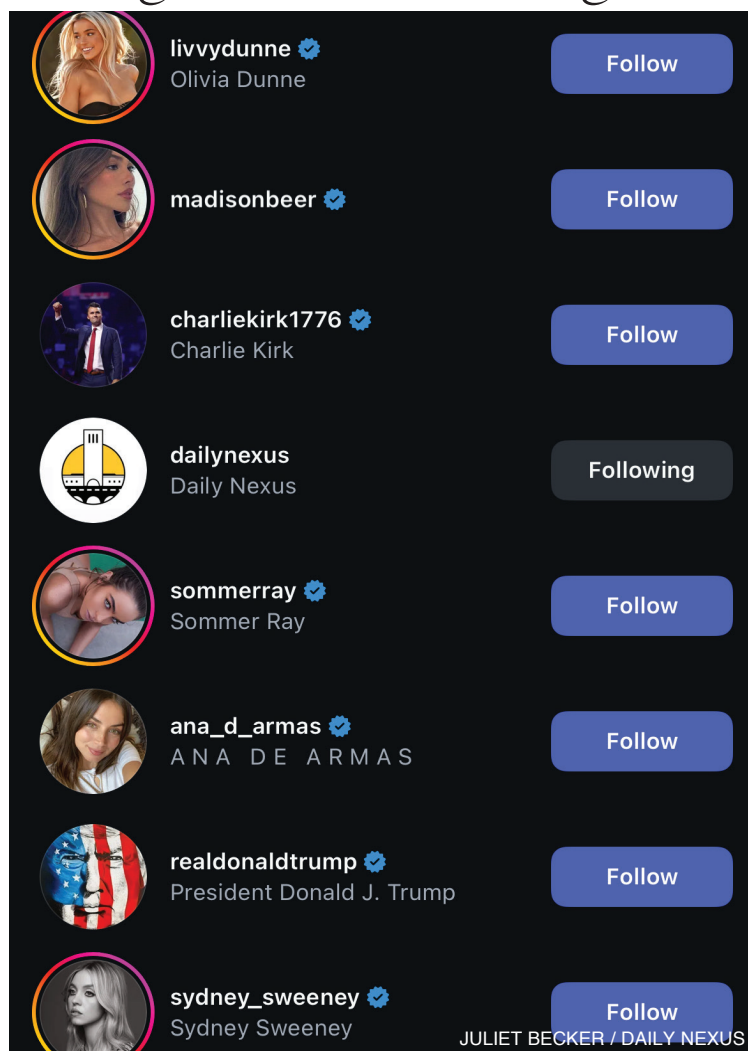 livvydunne
Olivia Dunne
Follow
madisonbeer
Follow
charliekirk1776
Charlie Kirk
Follow
dailynexus
Daily Nexus
Following
sommerray
Sommer Ray
Follow
ana_d_armas
ANA DE ARMAS
Follow
realdonaldtrump
President Donald J. Trump
Follow
sydney_sweeney
Sydney Sweeney
Follow
JULIET BECKER / DAILY NEXUS